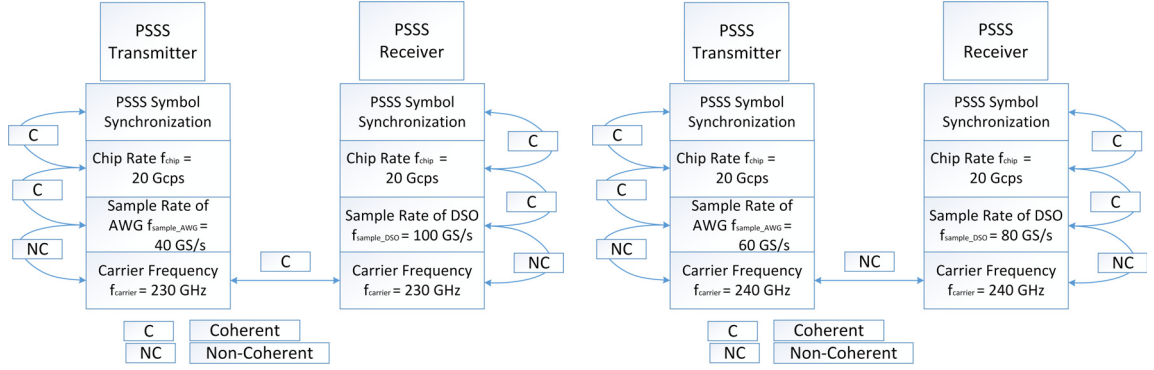 PSSS
Transmitter
PSSS Symbol
Synchronization
Chip Rate fchip =
20 Gcps
Sample Rate of
AWG fsample_AWG =
40 GS/s
Carrier Frequency
fcarrier = 230 GHz
C
C
NC
C
PSSS
Receiver
PSSS Symbol
Synchronization
Chip Rate fchip =
20 Gcps
Sample Rate of DSO
fsample_DSO = 100 GS/s
Carrier Frequency
fcarrier = 230 GHz
C
C
NC
C
Coherent
NC
Non-Coherent
PSSS
Transmitter
PSSS Symbol
Synchronization
Chip Rate fchip =
20 Gcps
Sample Rate of
AWG fsample_AWG =
60 GS/s
Carrier Frequency
fcarrier = 240 GHz
C
C
NC
NC
PSSS
Receiver
PSSS Symbol
Synchronization
Chip Rate fchip =
20 Gcps
Sample Rate of DSO
fsample_DSO = 80 GS/s
Carrier Frequency
fcarrier = 240 GHz
C
C
NC
C
Coherent
NC
Non-Coherent